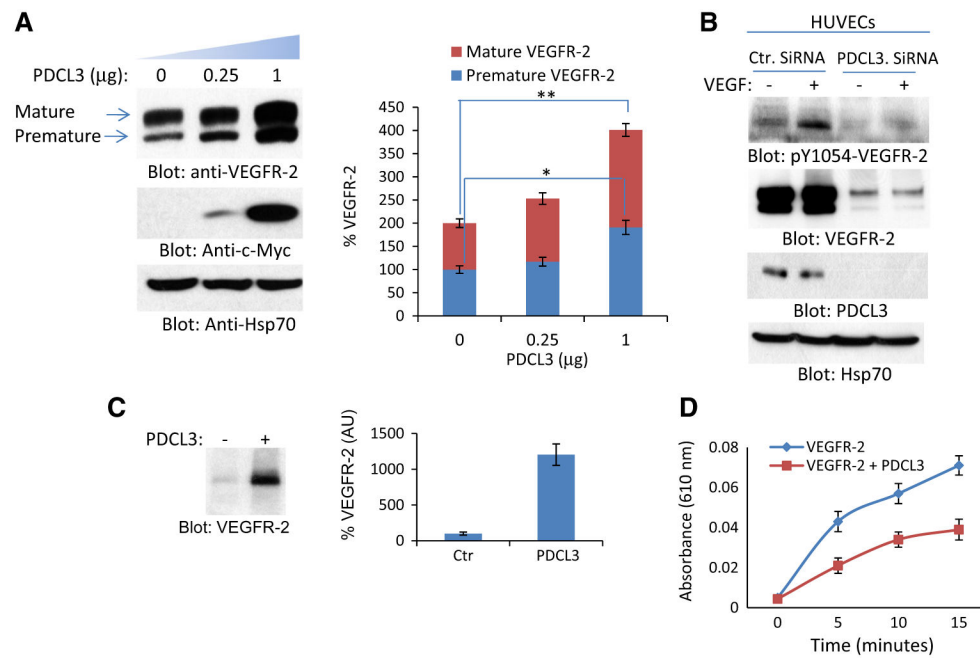 A
PDCL3 (µg): 0 0.25 1
Mature
Premature
Blot: anti-VEGFR-2
Blot: Anti-c-Myc
Blot: Anti-Hsp70
Mature VEGFR-2
Premature VEGFR-2
**
*
% VEGFR-2
450
400
350
300
250
200
150
100
50
0
0 0.25 1
PDCL3 (µg)
B
HUVECs
Ctr. SiRNA PDCL3. SiRNA
VEGF: - + - +
Blot: pY1054-VEGFR-2
Blot: VEGFR-2
Blot: PDCL3
Blot: Hsp70
C
PDCL3: - +
Blot: VEGFR-2
% VEGFR-2 (AU)
1500
1000
500
0
Ctr PDCL3
D
VEGFR-2
VEGFR-2 + PDCL3
Absorbance (610 nm)
0.08
0.06
0.04
0.02
0
0 5 10 15
Time (minutes)